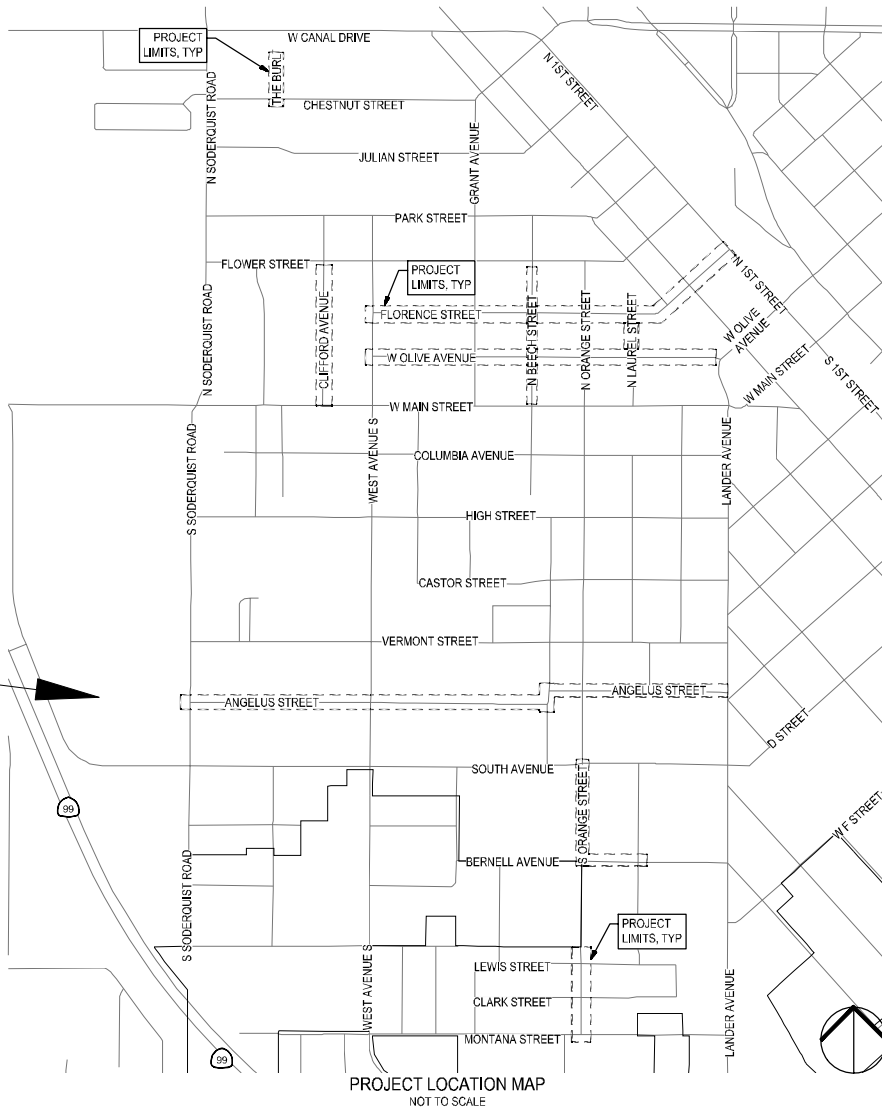 W CANAL DRIVE
PROJECT
LIMITS, TYP
THE BURL
N 1ST STREET
N SODERQUIST ROAD
CHESTNUT STREET
JULIAN STREET
GRANT AVENUE
PARK STREET
FLOWER STREET
PROJECT
LIMITS, TYP
N 1ST STREET
N SODERQUIST ROAD
CLIFFORD AVENUE
FLORENCE STREET
N BEECH STREET
N ORANGE STREET
N LAUREL STREET
W OLIVE
AVENUE
W OLIVE AVENUE
W MAIN STREET
S 1ST STREET
W MAIN STREET
S SODERQUIST ROAD
WEST AVENUE S
COLUMBIA AVENUE
LANDER AVENUE
HIGH STREET
CASTOR STREET
VERMONT STREET
ANGELUS STREET
ANGELUS STREET
D STREET
SOUTH AVENUE
99
S ORANGE STREET
W F STREET
BERNELL AVENUE
S SODERQUIST ROAD
PROJECT
LIMITS, TYP
WEST AVENUE S
LEWIS STREET
LANDER AVENUE
CLARK STREET
MONTANA STREET
99
PROJECT LOCATION MAP
NOT TO SCALE